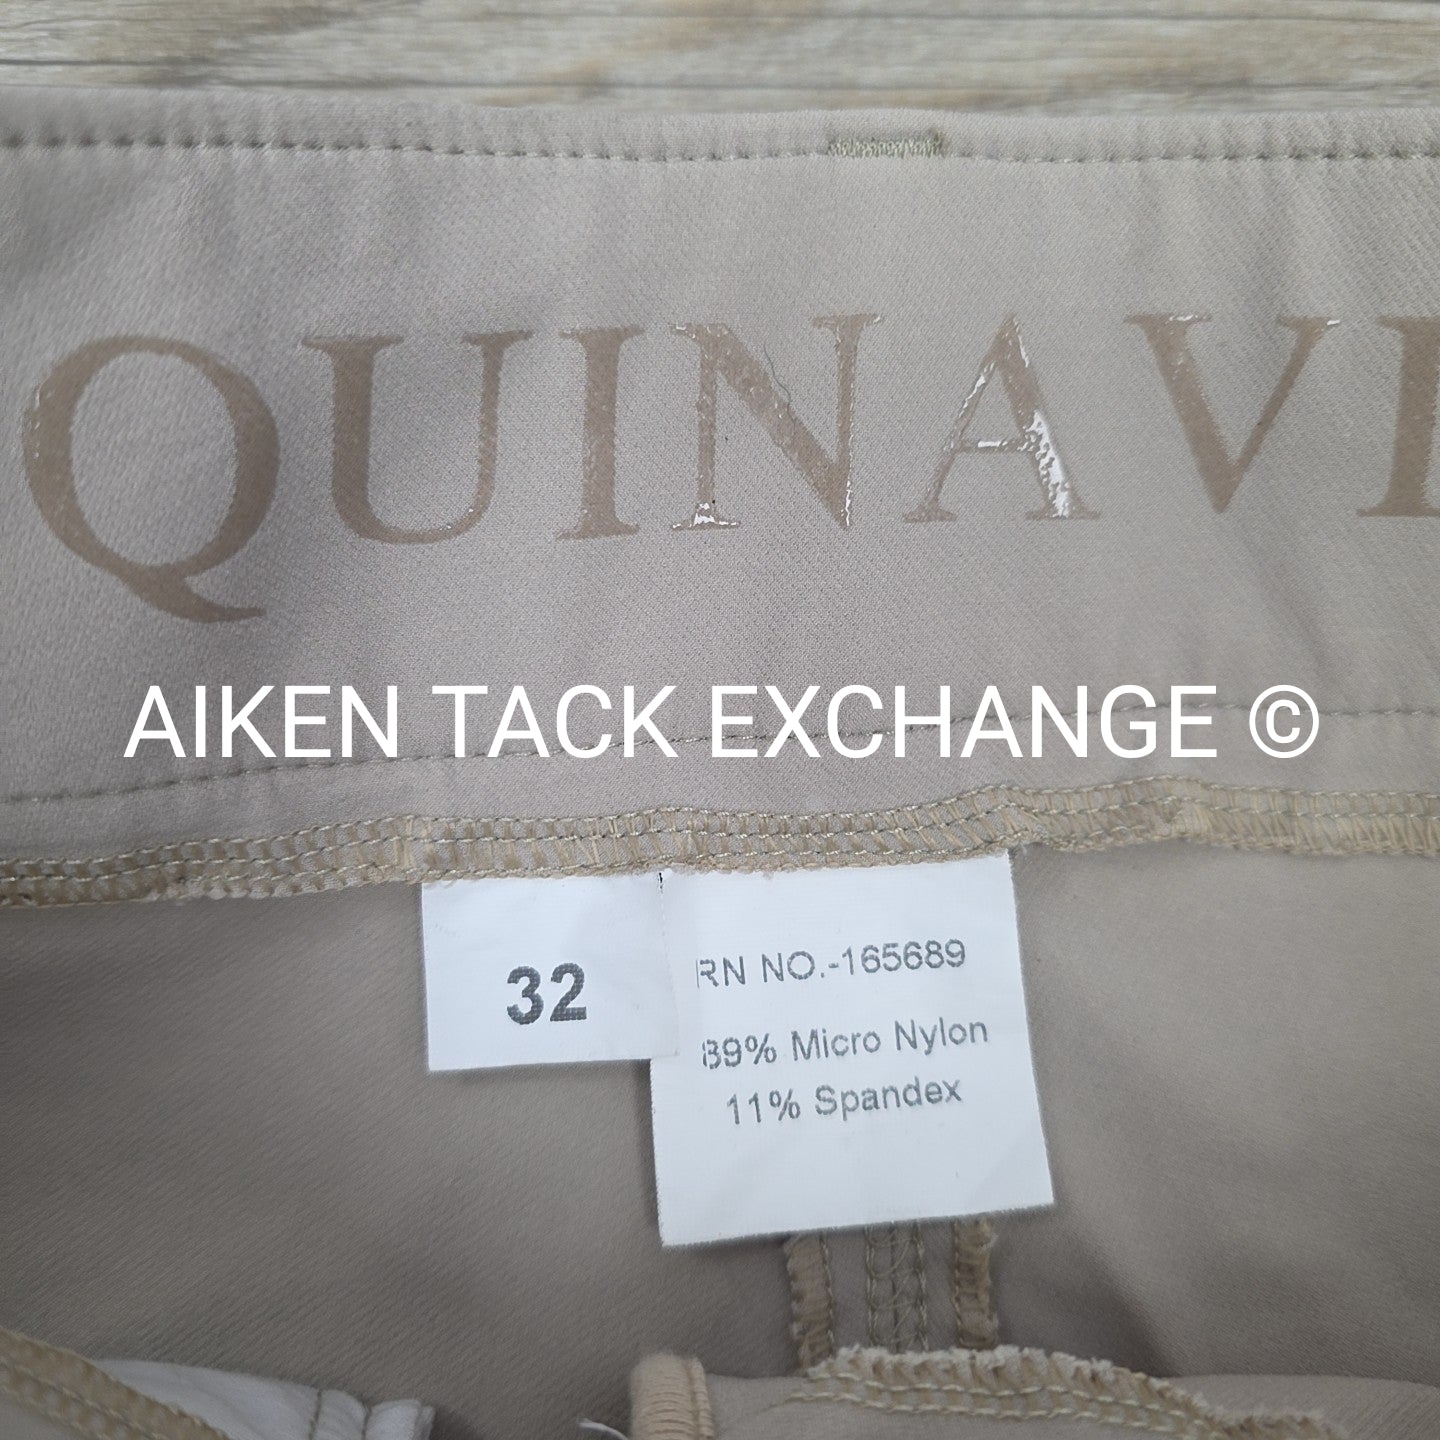 QUINAVI
AIKEN TACK EXCHANGE ©
32
RN NO.-165689
89% Micro Nylon
11% Spandex